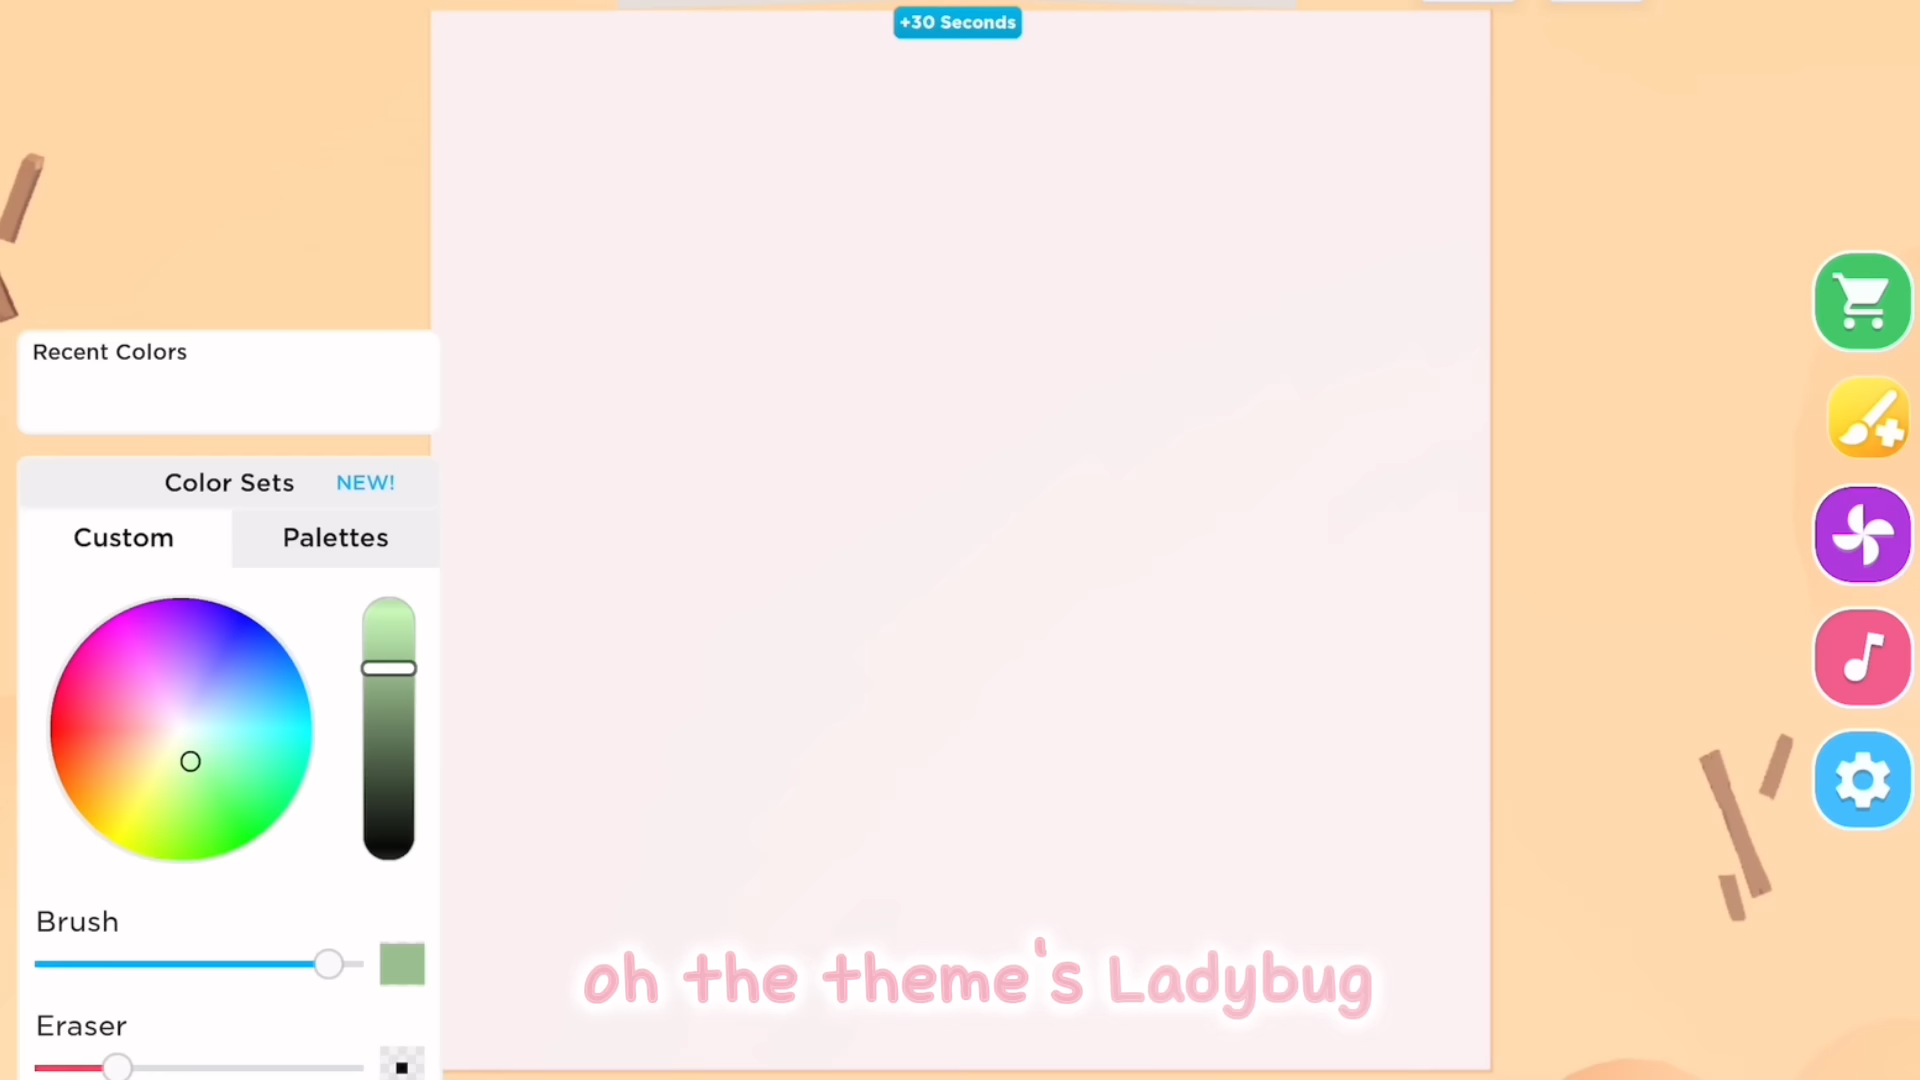 +30 Seconds
Recent Colors
Color Sets NEW!
Custom Palettes
Brush
Eraser
oh the theme's Ladybug